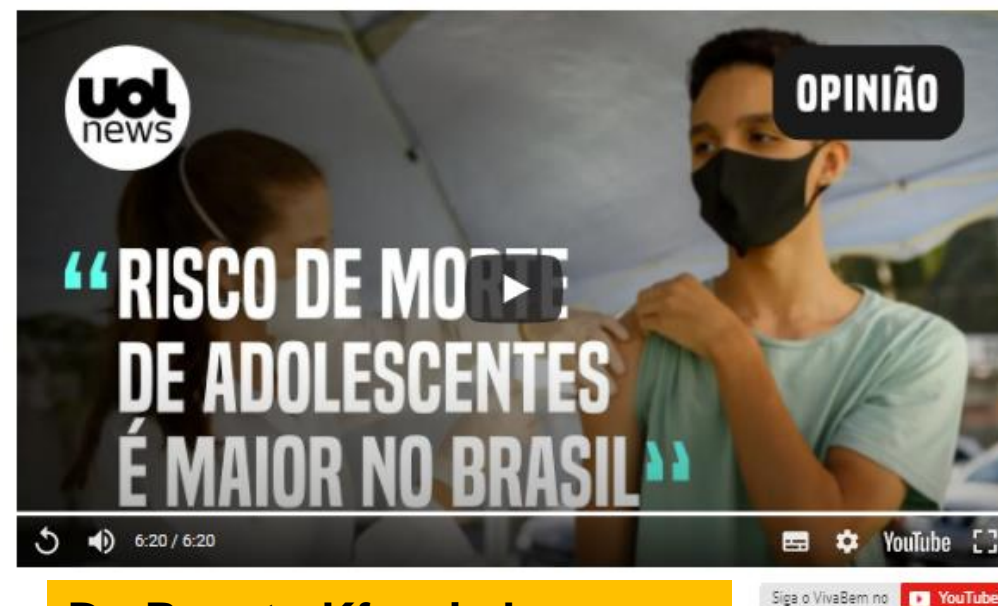 uol
news
OPINIÃO
“RISCO DE MORTE
DE ADOLESCENTES
É MAIOR NO BRASIL”
6:20 / 6:20
YouTube
Siga o VivaBem no
YouTube